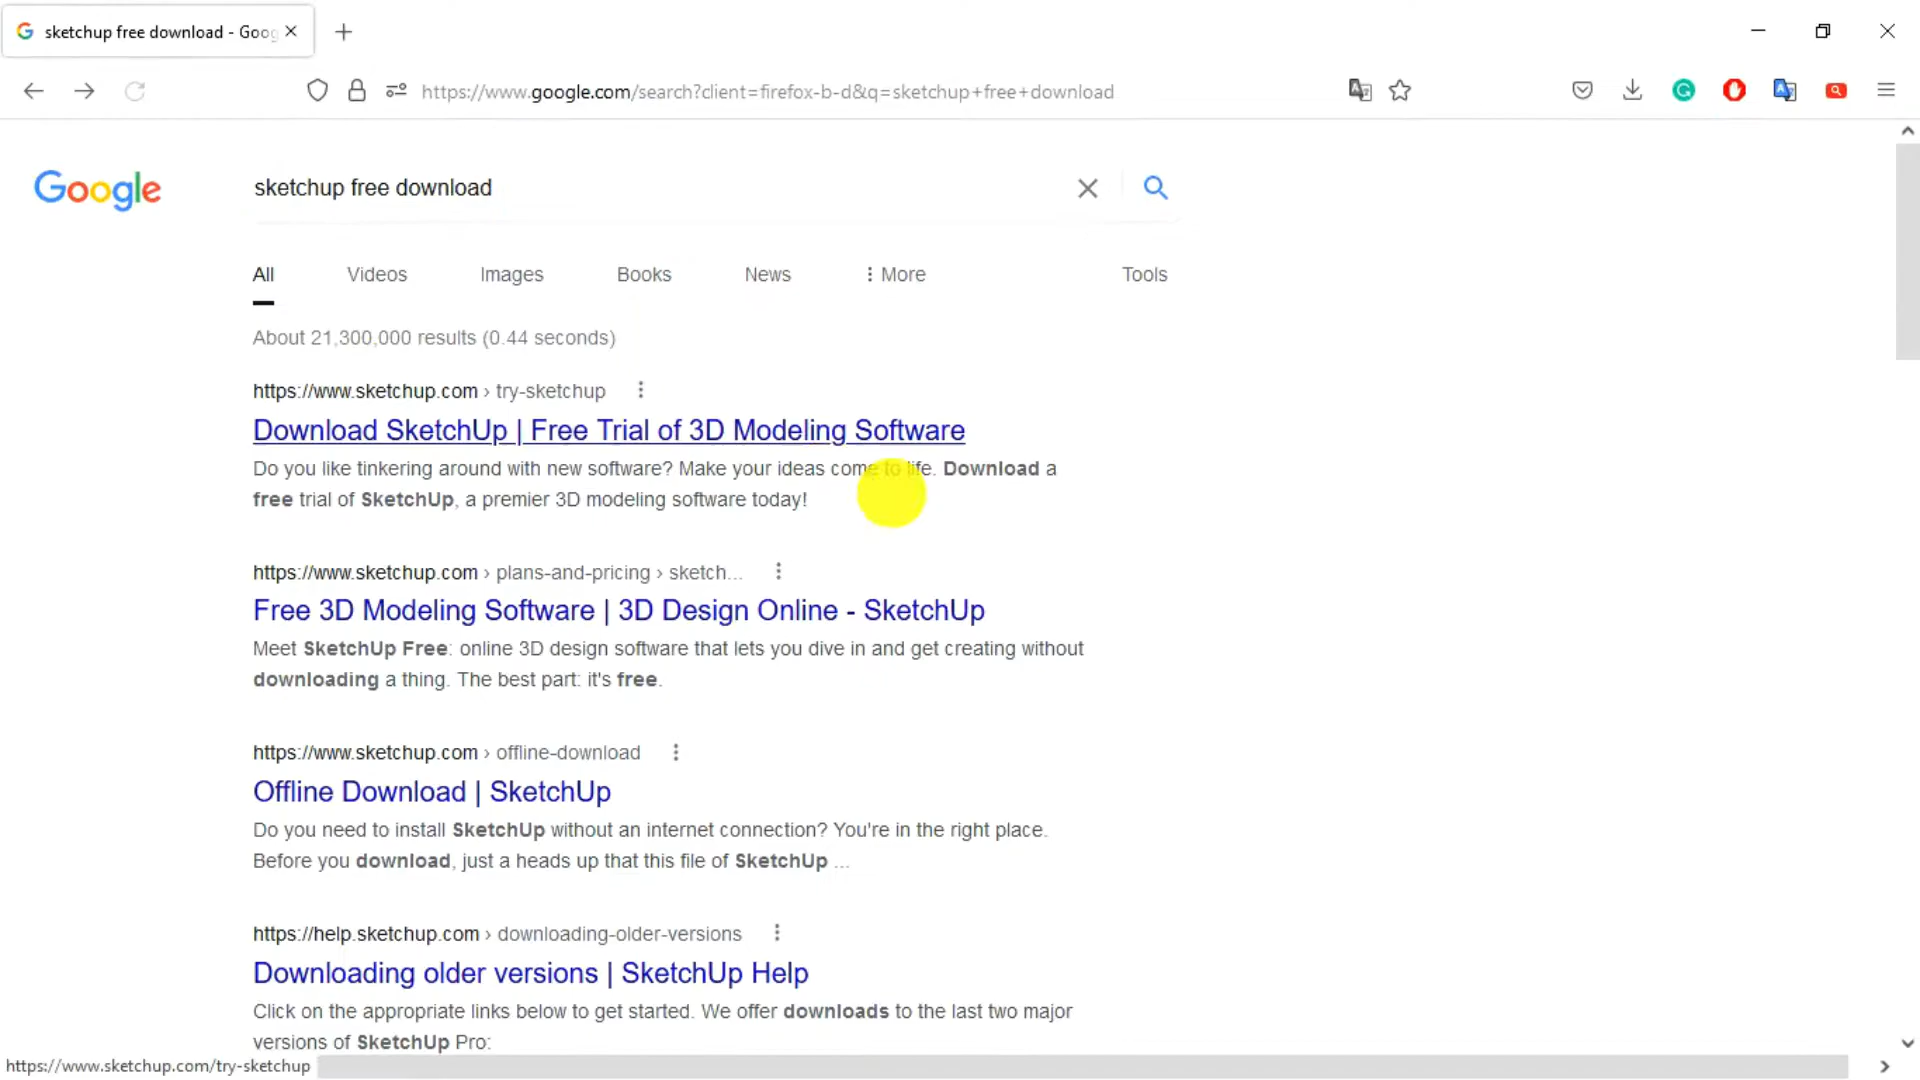 sketchup free download - Goog
https://www.google.com/search?client=firefox-b-d&q=sketchup+free+download
Google
sketchup free download
All Videos Images Books News More Tools
About 21,300,000 results (0.44 seconds)
https://www.sketchup.com › try-sketchup
Download SketchUp | Free Trial of 3D Modeling Software
Do you like tinkering around with new software? Make your ideas come to life. Download a
free trial of SketchUp, a premier 3D modeling software today!
https://www.sketchup.com › plans-and-pricing › sketch...
Free 3D Modeling Software | 3D Design Online - SketchUp
Meet SketchUp Free: online 3D design software that lets you dive in and get creating without
downloading a thing. The best part: it's free.
https://www.sketchup.com › offline-download
Offline Download | SketchUp
Do you need to install SketchUp without an internet connection? You're in the right place.
Before you download, just a heads up that this file of SketchUp ...
https://help.sketchup.com › downloading-older-versions
Downloading older versions | SketchUp Help
Click on the appropriate links below to get started. We offer downloads to the last two major
versions of SketchUp Pro:
https://www.sketchup.com/try-sketchup